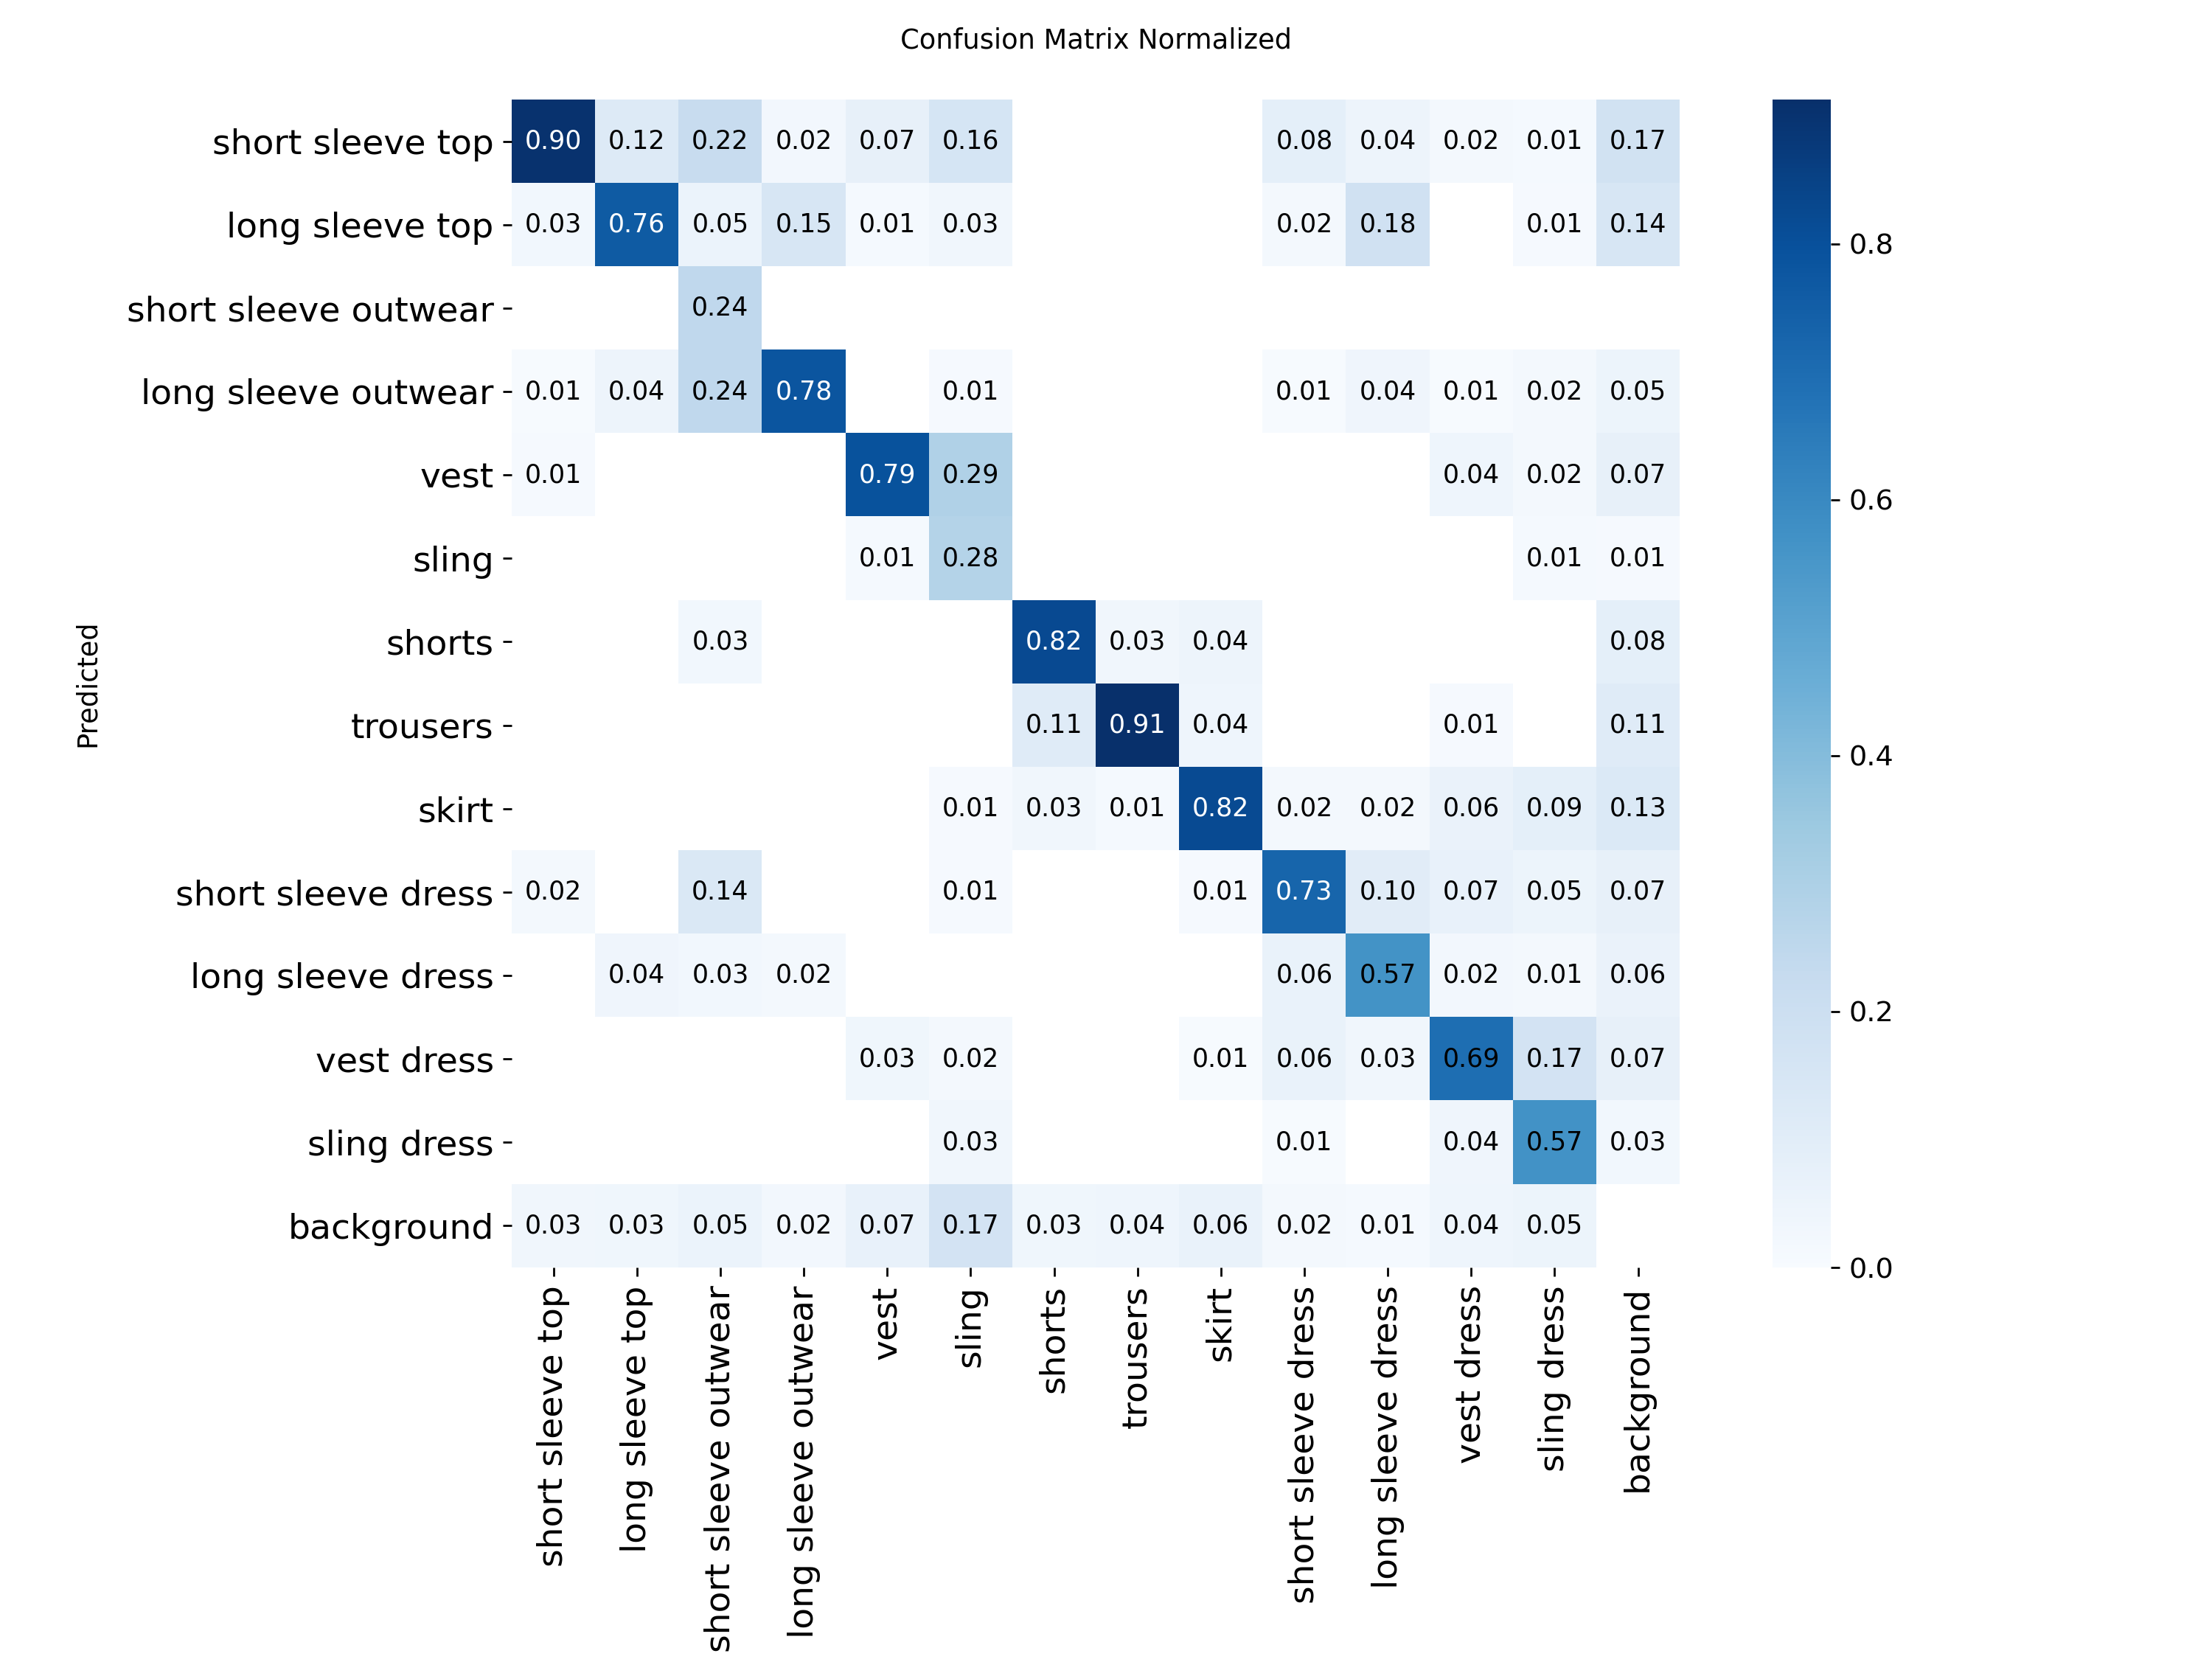 Confusion Matrix Normalized
short sleeve top 0.90 0.12 0.22 0.02 0.07 0.16 0.08 0.04 0.02 0.01 0.17
long sleeve top 0.03 0.76 0.05 0.15 0.01 0.03 0.02 0.18 0.01 0.14
short sleeve outwear 0.24
long sleeve outwear 0.01 0.04 0.24 0.78 0.01 0.01 0.04 0.01 0.02 0.05
vest 0.01 0.79 0.29 0.04 0.02 0.07
sling 0.01 0.28 0.01 0.01
shorts 0.03 0.82 0.03 0.04 0.08
trousers 0.11 0.91 0.04 0.01 0.11
skirt 0.01 0.03 0.01 0.82 0.02 0.02 0.06 0.09 0.13
short sleeve dress 0.02 0.14 0.01 0.01 0.73 0.10 0.07 0.05 0.07
long sleeve dress 0.04 0.03 0.02 0.06 0.57 0.02 0.01 0.06
vest dress 0.03 0.02 0.01 0.06 0.03 0.69 0.17 0.07
sling dress 0.03 0.01 0.04 0.57 0.03
background 0.03 0.03 0.05 0.02 0.07 0.17 0.03 0.04 0.06 0.02 0.01 0.04 0.05
Predicted
short sleeve top
long sleeve top
short sleeve outwear
long sleeve outwear
vest
sling
shorts
trousers
skirt
short sleeve dress
long sleeve dress
vest dress
sling dress
background
0.8
0.6
0.4
0.2
0.0